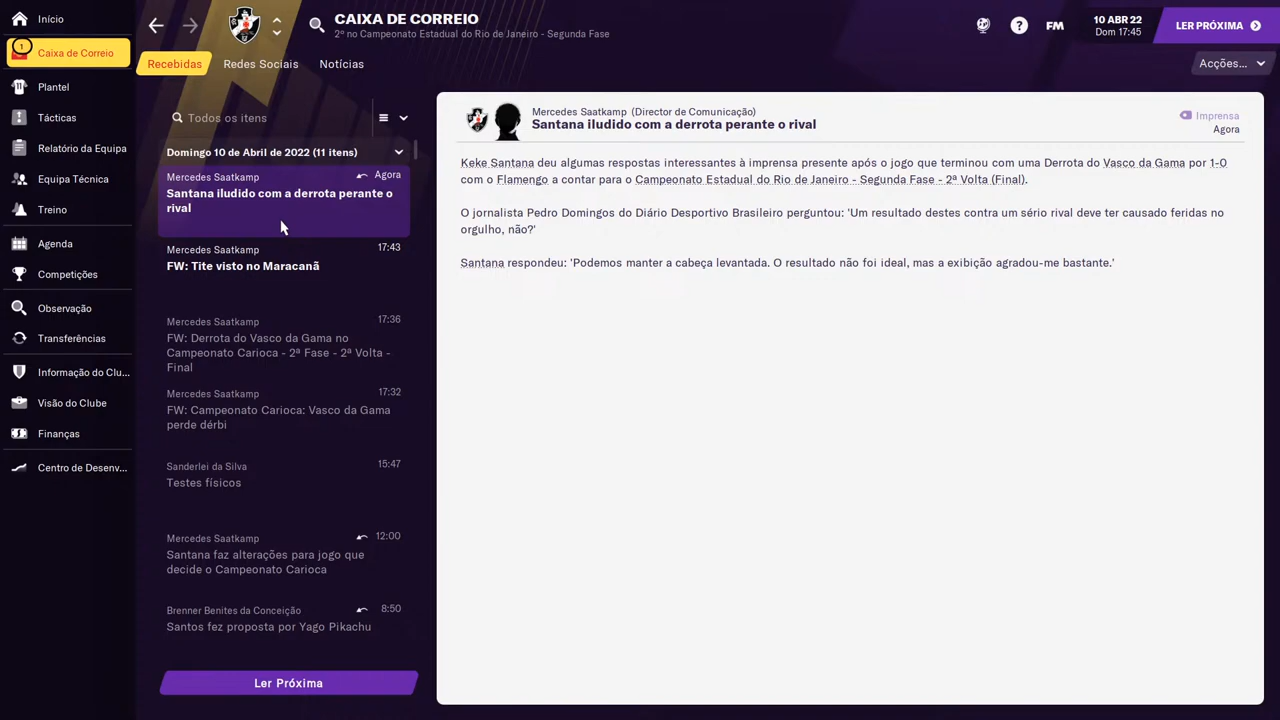 Início
1
Caixa de Correio
Plantel
Tácticas
Relatório da Equipa
Equipa Técnica
Treino
Agenda
Competições
Observação
Transferências
Informação do Clu...
Visão do Clube
Finanças
Centro de Desenv...
CAIXA DE CORREIO
2º no Campeonato Estadual do Rio de Janeiro - Segunda Fase
?
FM
10 ABR 22
Dom 17:45
LER PRÓXIMA
Recebidas
Redes Sociais
Notícias
Acções...
Todos os itens
Domingo 10 de Abril de 2022 (11 itens)
Mercedes Saatkamp
Agora
Santana iludido com a derrota perante o
rival
Mercedes Saatkamp
17:43
FW: Tite visto no Maracanã
Mercedes Saatkamp
17:36
FW: Derrota do Vasco da Gama no
Campeonato Carioca - 2ª Fase - 2ª Volta -
Final
Mercedes Saatkamp
17:32
FW: Campeonato Carioca: Vasco da Gama
perde dérbi
Sanderlei da Silva
15:47
Testes físicos
Mercedes Saatkamp
12:00
Santana faz alterações para jogo que
decide o Campeonato Carioca
Brenner Benites da Conceição
8:50
Santos fez proposta por Yago Pikachu
Ler Próxima
Mercedes Saatkamp (Director de Comunicação)
Santana iludido com a derrota perante o rival
Imprensa
Agora
Keke Santana deu algumas respostas interessantes à imprensa presente após o jogo que terminou com uma Derrota do Vasco da Gama por 1-0
com o Flamengo a contar para o Campeonato Estadual do Rio de Janeiro - Segunda Fase - 2ª Volta (Final).
O jornalista Pedro Domingos do Diário Desportivo Brasileiro perguntou: 'Um resultado destes contra um sério rival deve ter causado feridas no
orgulho, não?'
Santana respondeu: 'Podemos manter a cabeça levantada. O resultado não foi ideal, mas a exibição agradou-me bastante.'